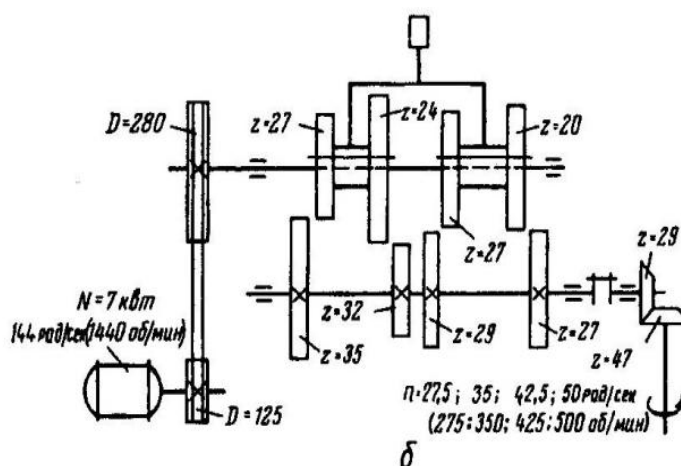 D=280
z=27
z=24
z=20
z=27
z=29
N=7 квт
144 рад/сек(1440 об/мин)
z=32
z=29
z=27
z=35
z=47
D=125
n=27,5; 35; 42,5; 50 рад/сек
(275; 350; 425; 500 об/мин)
б